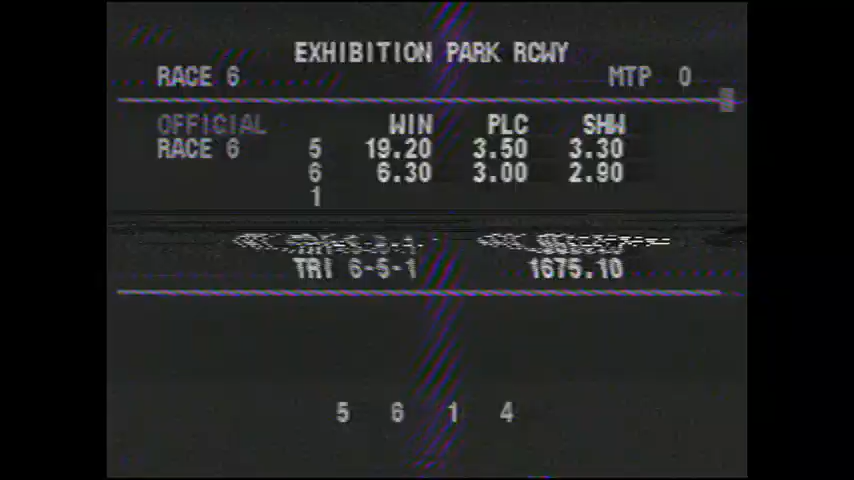 EXHIBITION PARK RCWY
RACE 6 MTP 0
OFFICIAL WIN PLC SHW
RACE 6 5 19.20 3.50 3.30
6 6.30 3.00 2.90
1
TRI 6-5-1 1675.10
5 6 1 4